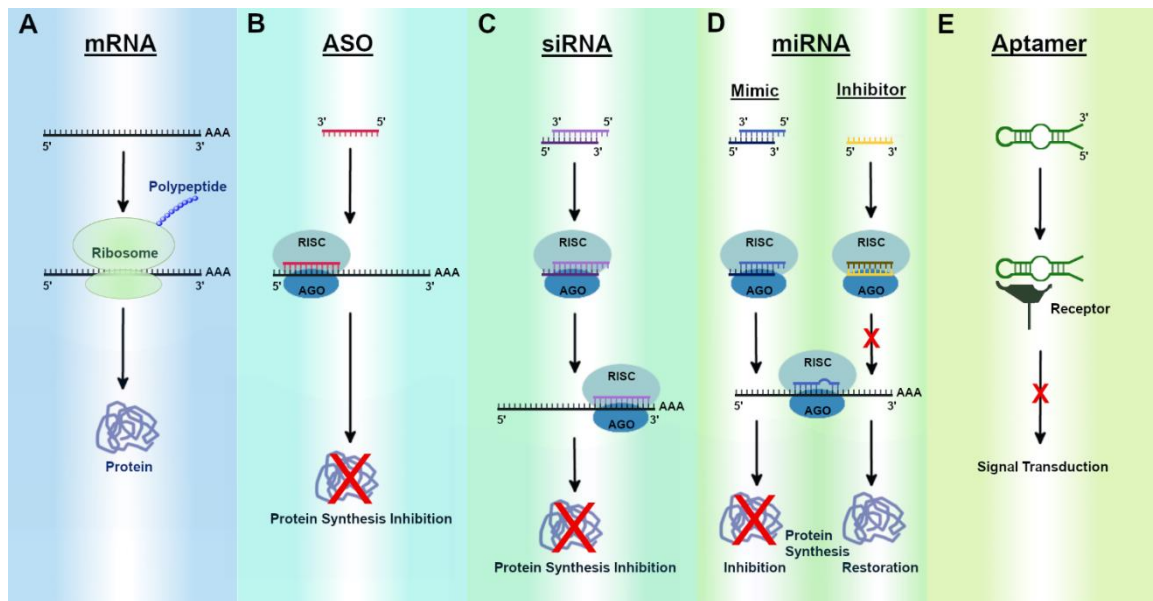 A
mRNA
AAA
5'
3'
Polypeptide
Ribosome
AAA
5'
3'
Protein
B
ASO
3'
5'
RISC
AAA
5'
AGO
3'
Protein Synthesis Inhibition
C
siRNA
3'
5'
5'
3'
RISC
AGO
RISC
AAA
5'
AGO
3'
Protein Synthesis Inhibition
D
miRNA
Mimic
Inhibitor
3'
5'
5'
3'
5'
3'
RISC
RISC
AGO
AGO
RISC
AAA
5'
AGO
3'
Protein
Synthesis
Inhibition
Restoration
E
Aptamer
3'
5'
Receptor
Signal Transduction